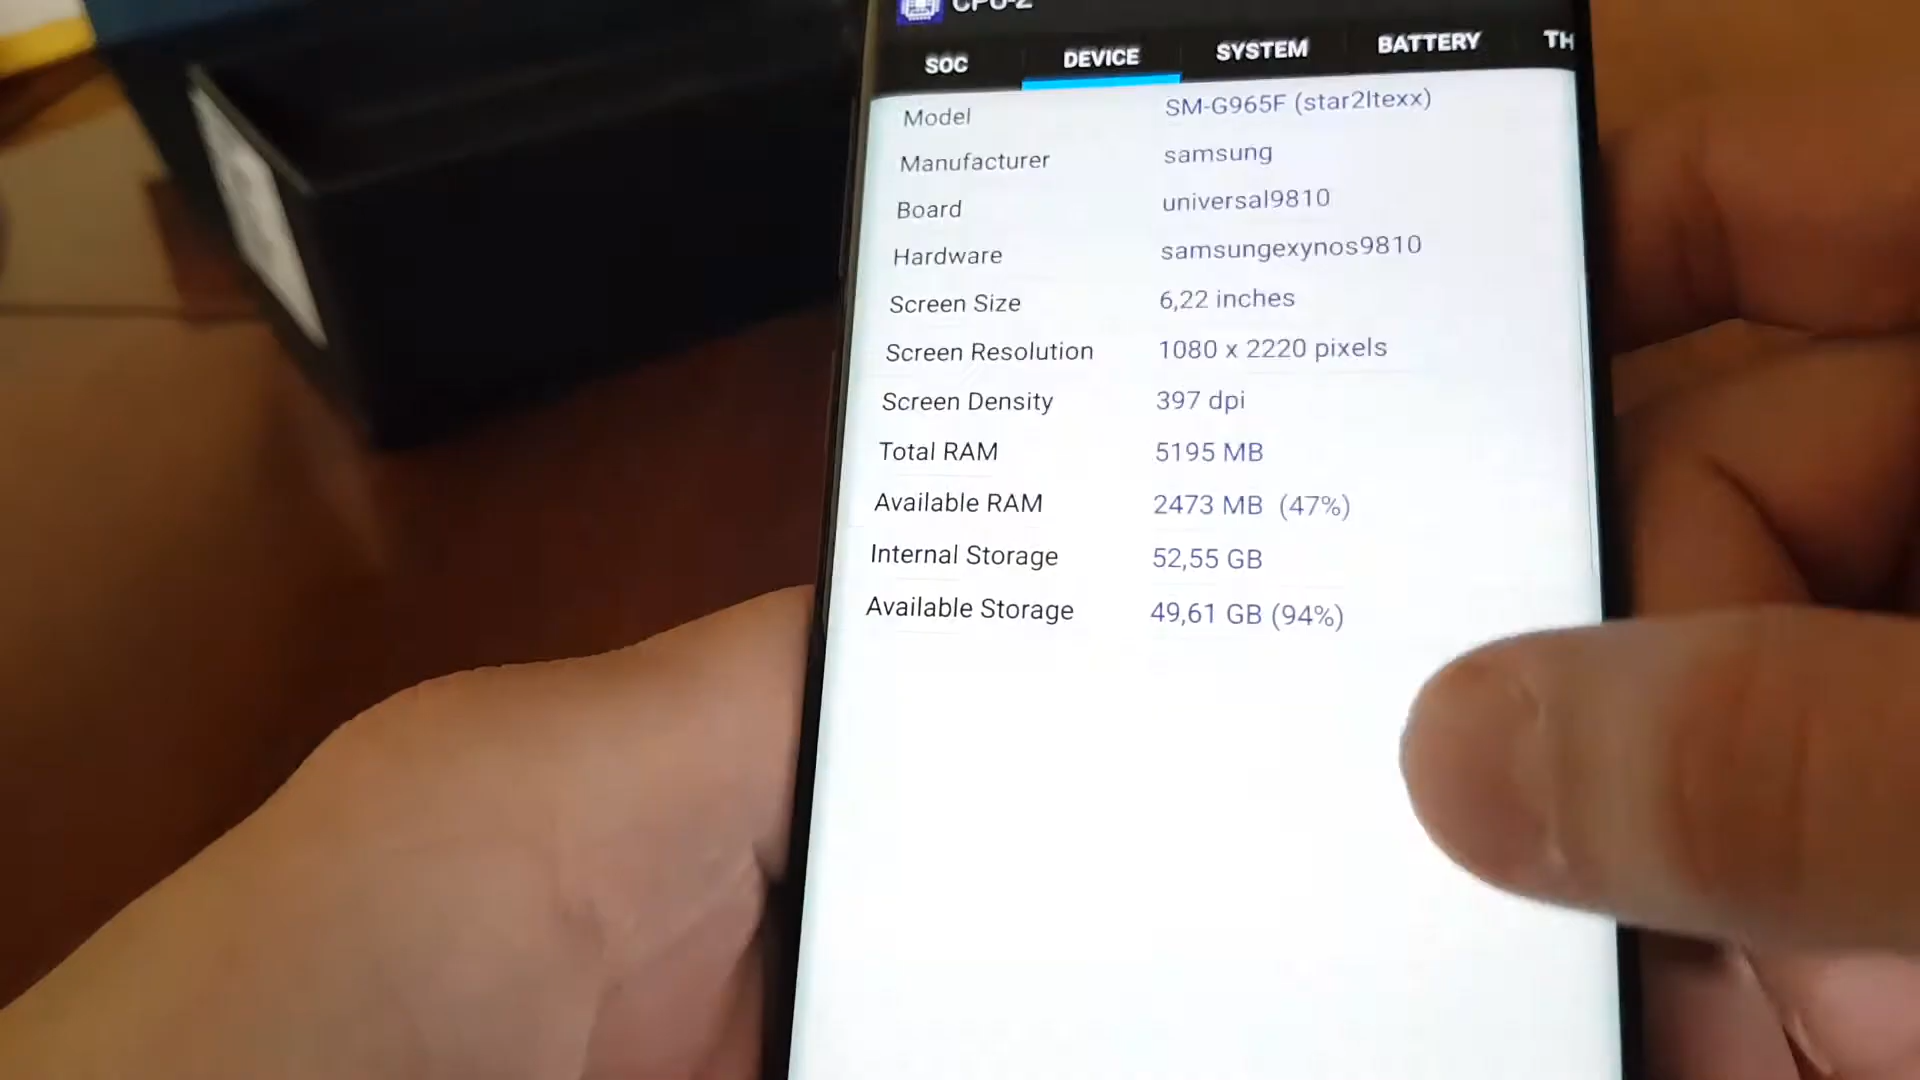 CPU-Z
SOC DEVICE SYSTEM BATTERY TH
Model SM-G965F (star2ltexx)
Manufacturer samsung
Board universal9810
Hardware samsungexynos9810
Screen Size 6,22 inches
Screen Resolution 1080 x 2220 pixels
Screen Density 397 dpi
Total RAM 5195 MB
Available RAM 2473 MB (47%)
Internal Storage 52,55 GB
Available Storage 49,61 GB (94%)